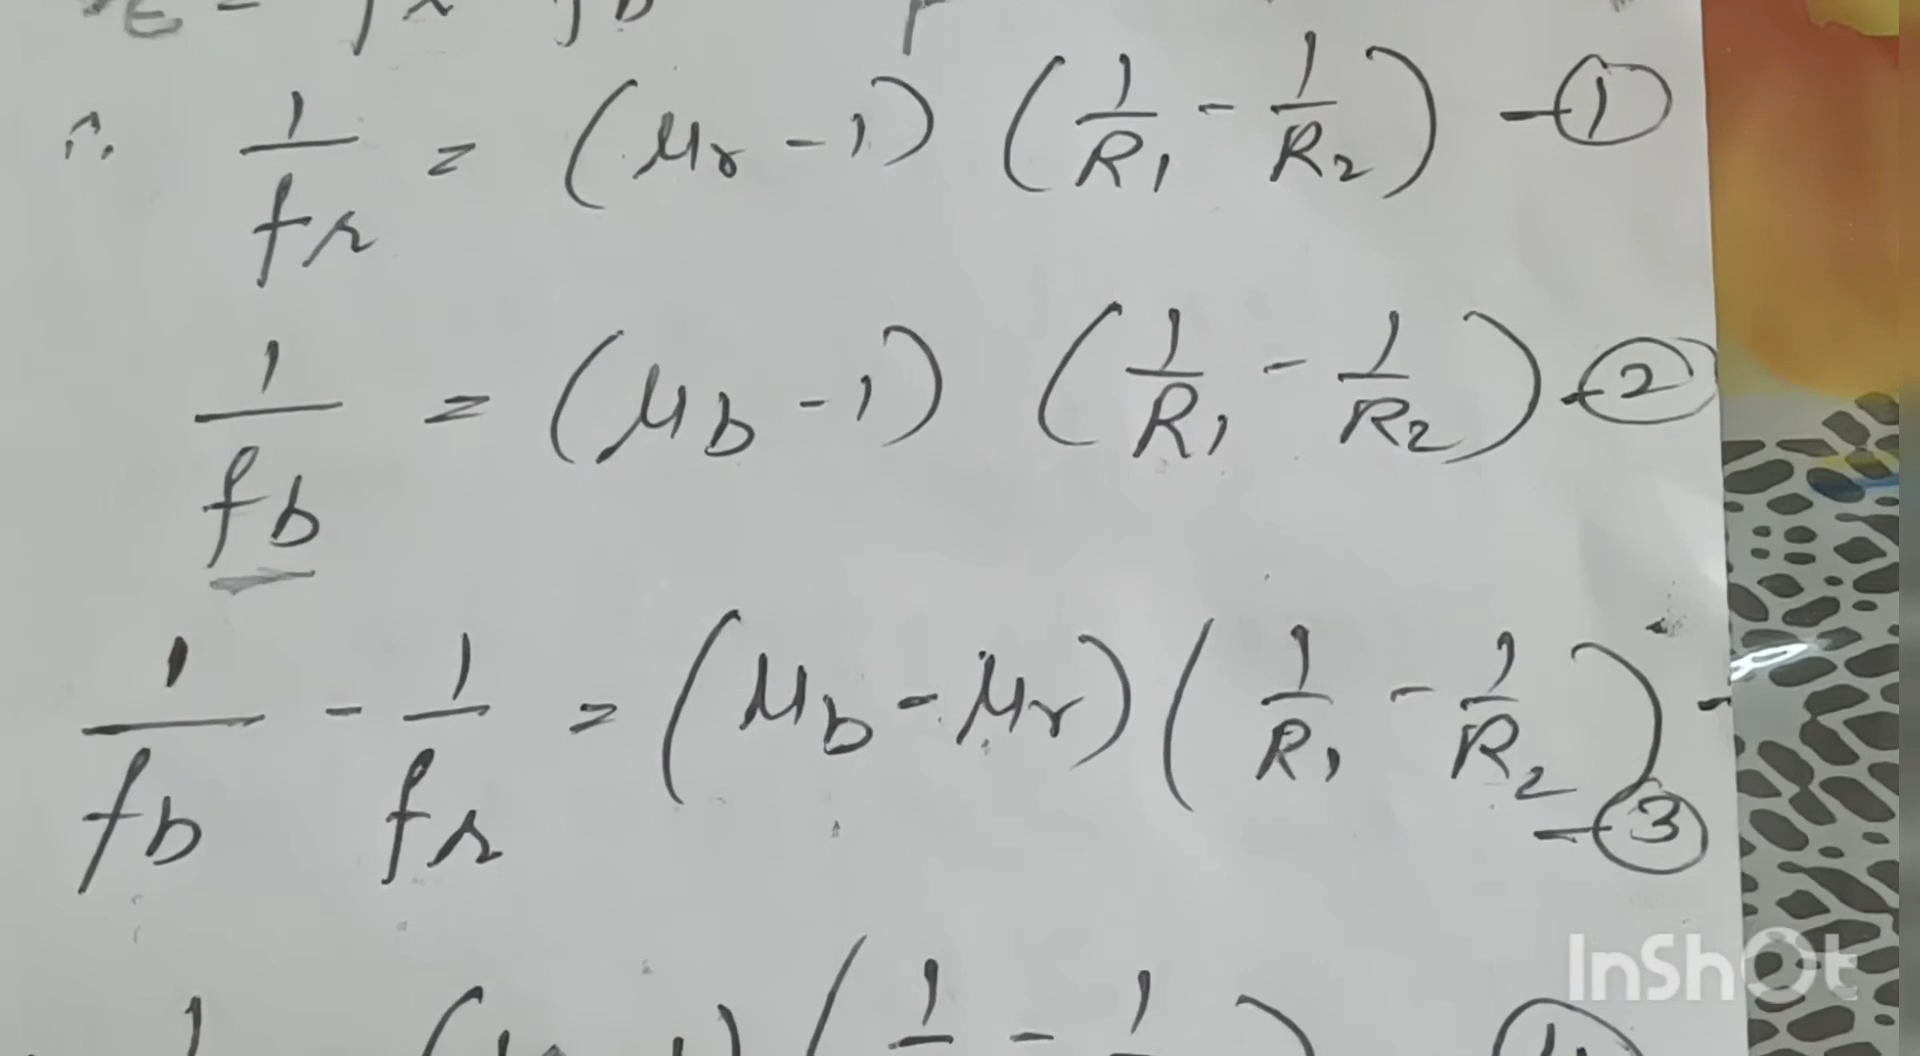 ∴ 1/fr = (μr - 1) (1/R1 - 1/R2) - ①
1/fb = (μb - 1) (1/R1 - 1/R2) - ②
1/fb - 1/fr = (μb - μr) (1/R1 - 1/R2) -
- ③
InShOt